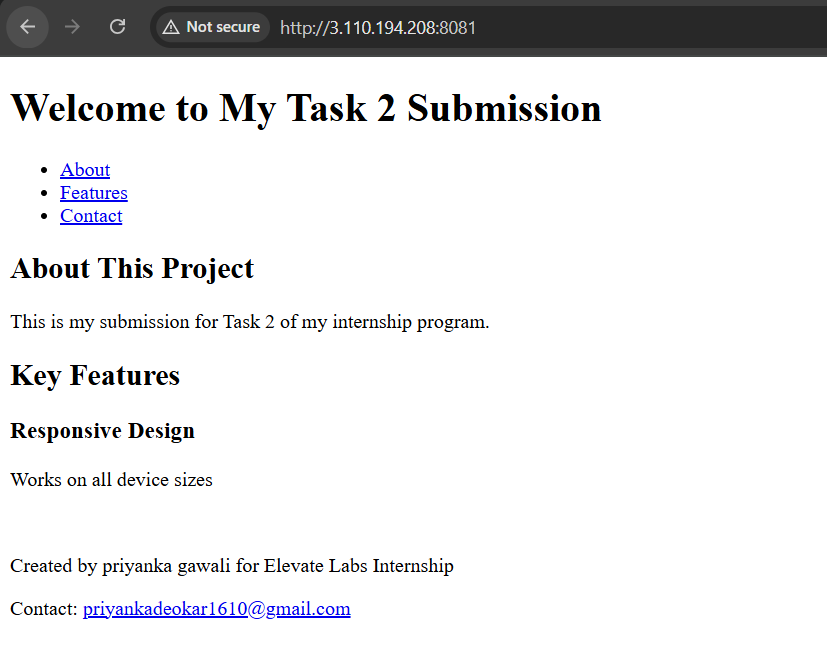 Not secure http://3.110.194.208:8081
Welcome to My Task 2 Submission
About
Features
Contact
About This Project
This is my submission for Task 2 of my internship program.
Key Features
Responsive Design
Works on all device sizes
Created by priyanka gawali for Elevate Labs Internship
Contact: priyankadeokar1610@gmail.com